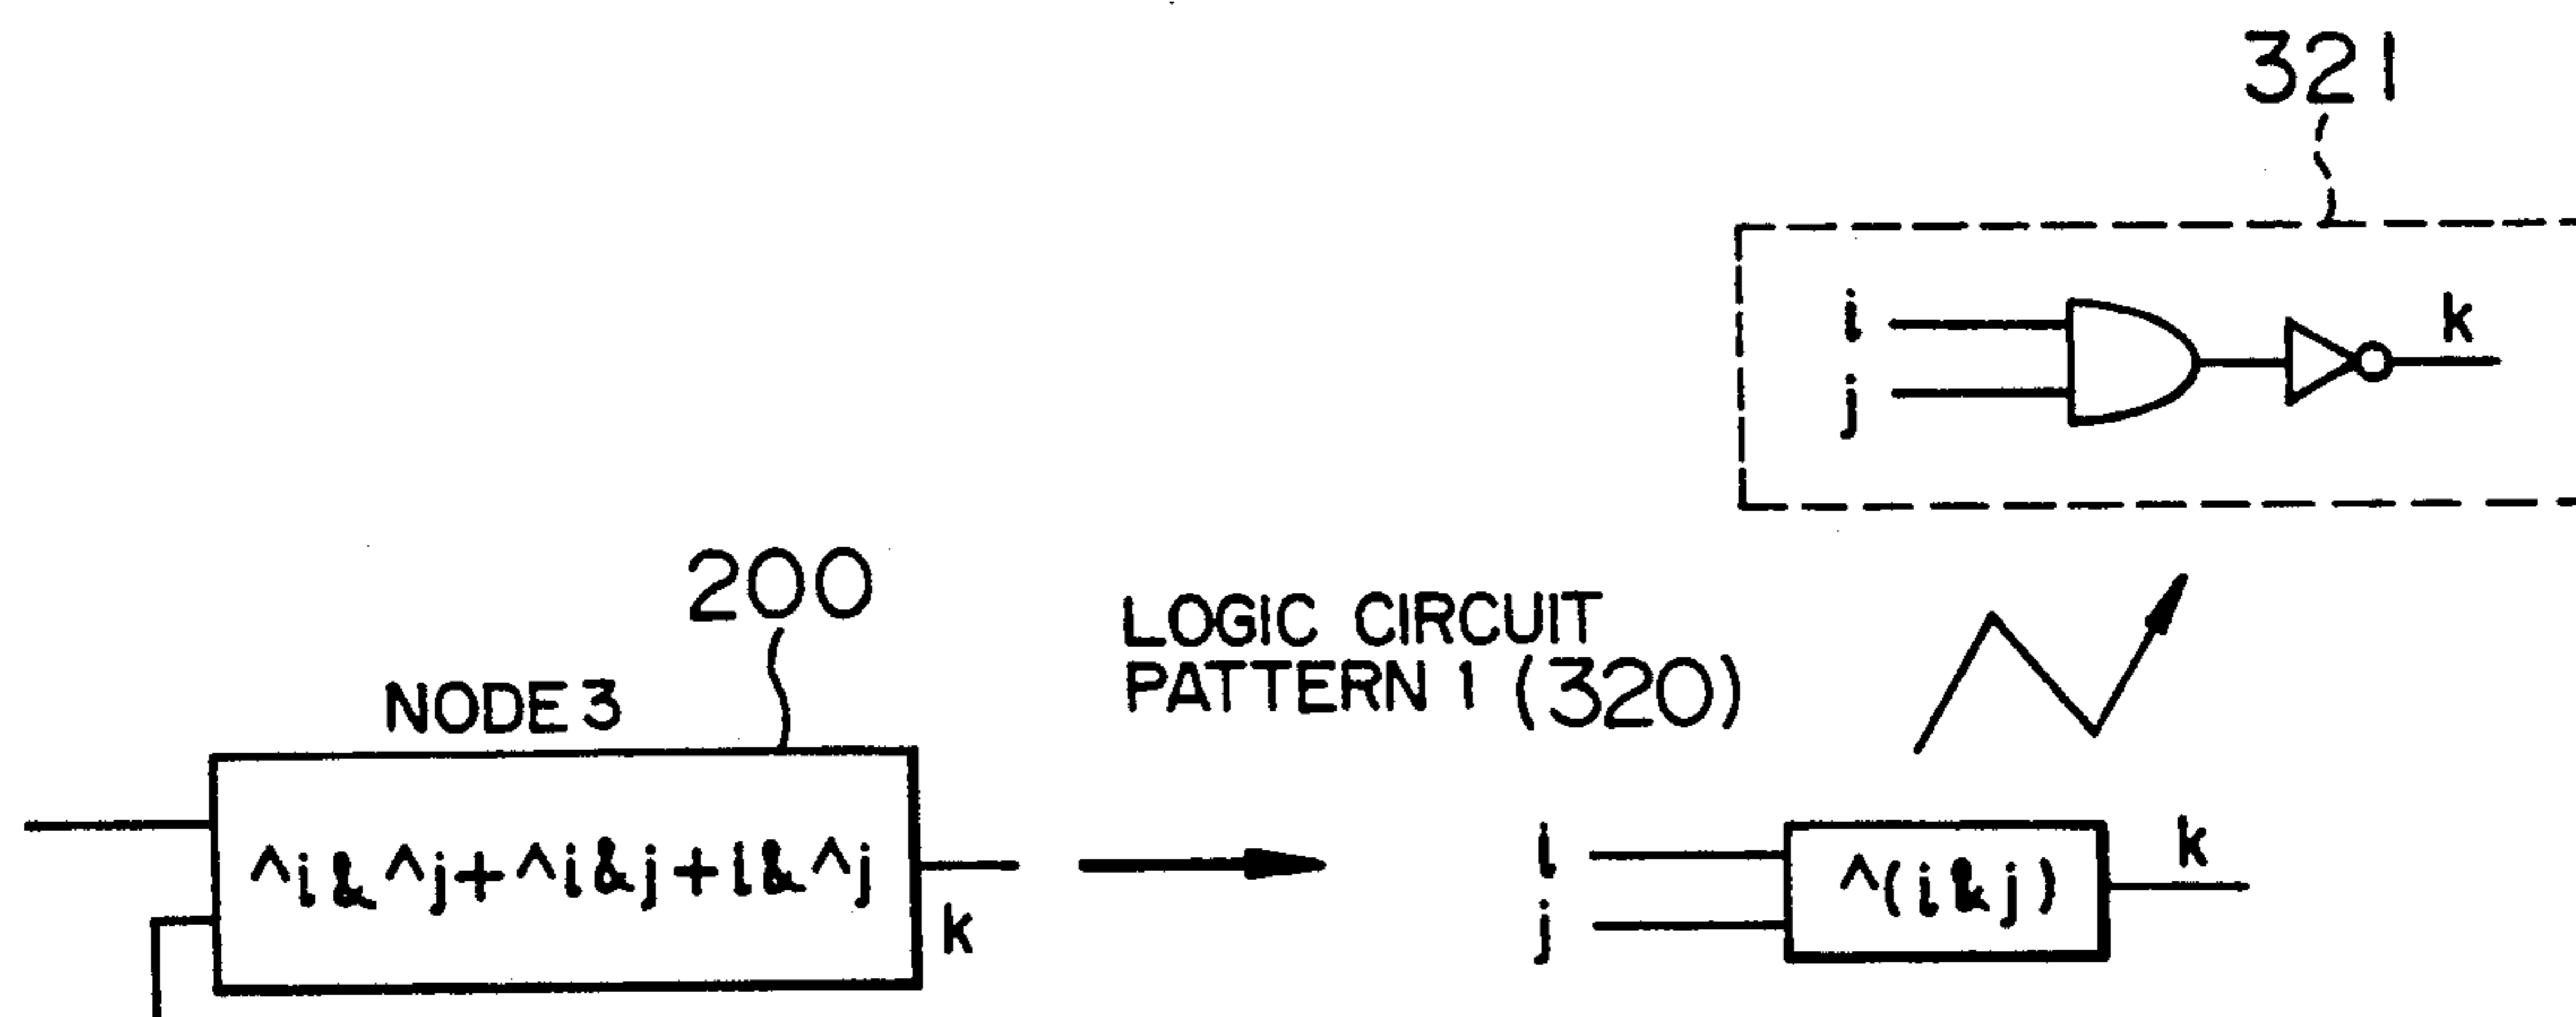 321
i
j
k
200
NODE 3
LOGIC CIRCUIT
PATTERN 1 (320)
^i & ^j + ^i & j + i & ^j
k
i
j
^(i & j)
k